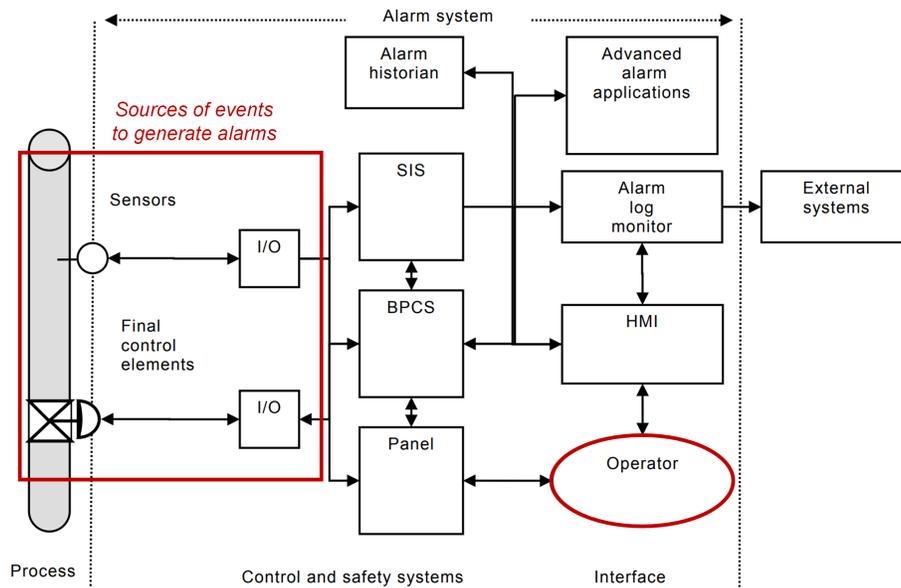 Alarm system
Alarm
historian
Advanced
alarm
applications
Sources of events
to generate alarms
Sensors
I/O
SIS
Alarm
log
monitor
External
systems
Final
control
elements
I/O
BPCS
HMI
Panel
Operator
Process
Control and safety systems
Interface